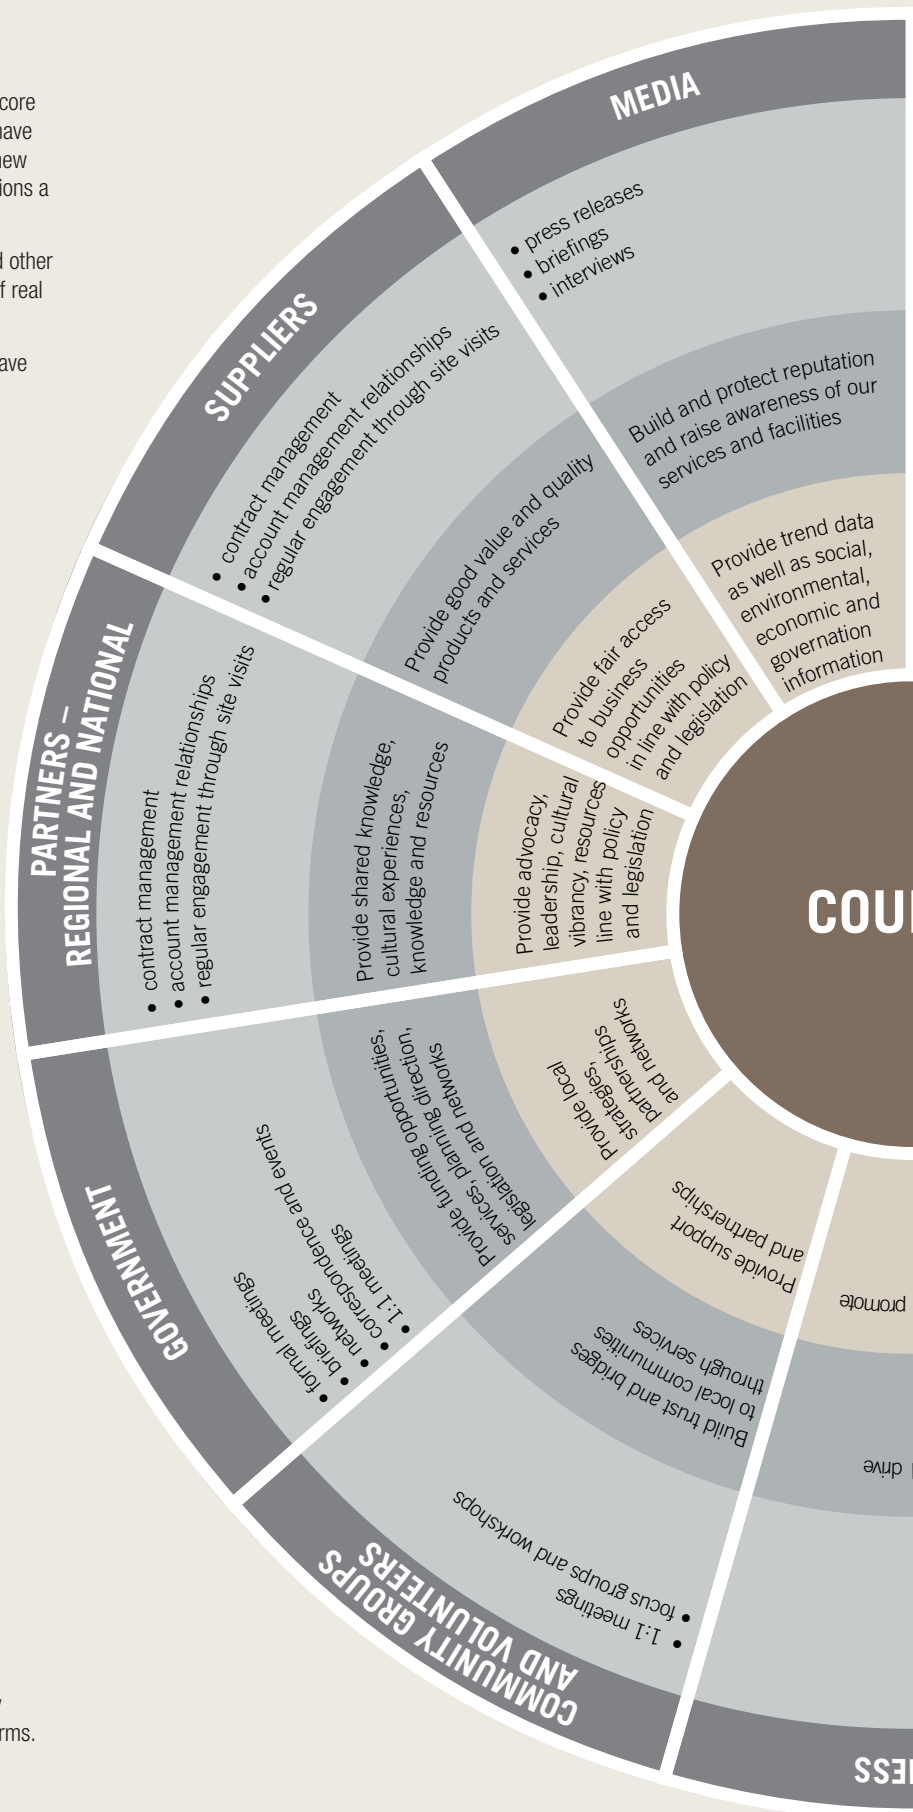 core
have
new
ions a
d other
f real
ave
MEDIA
• press releases
• briefings
• interviews
Build and protect reputation
and raise awareness of our
services and facilities
Provide trend data
as well as social,
environmental,
economic and
governation
information
SUPPLIERS
• contract management
• account management relationships
• regular engagement through site visits
Provide good value and quality
products and services
Provide fair access
to business
opportunities
in line with policy
and legislation
PARTNERS –
REGIONAL AND NATIONAL
• contract management
• account management relationships
• regular engagement through site visits
Provide shared knowledge,
cultural experiences,
knowledge and resources
Provide advocacy,
leadership, cultural
vibrancy, resources
line with policy
and legislation
COU
GOVERNMENT
• formal meetings
• briefings
• networks
• correspondence and events
• 1:1 meetings
Provide funding opportunities,
services, planning direction,
legislation and networks
Provide local
strategies,
partnerships
and networks
COMMUNITY GROUPS
AND VOLUNTEERS
• 1:1 meetings
• focus groups and workshops
Build trust and bridges
to local communities
through services
Provide support
and partnerships
promote
drive
ESS
rms.